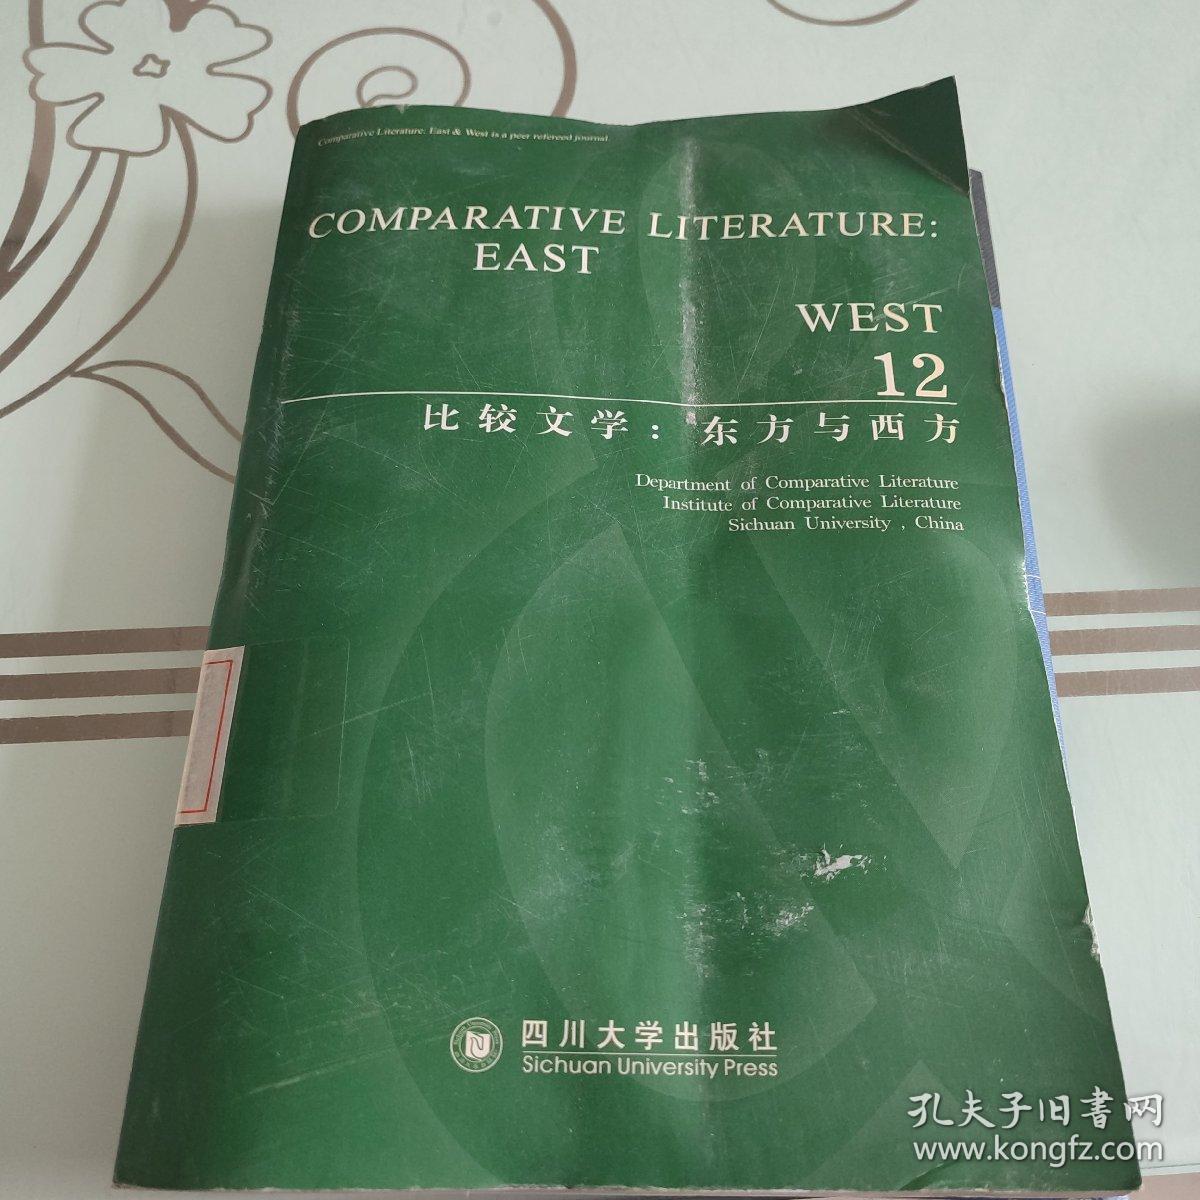 Comparative Literature: East & West is a peer refereed journal.
COMPARATIVE LITERATURE:
EAST
WEST
12
比较文学：东方与西方
Department of Comparative Literature
Institute of Comparative Literature
Sichuan University , China
四川大学出版社
Sichuan University Press
孔夫子旧书网
www.kongfz.com